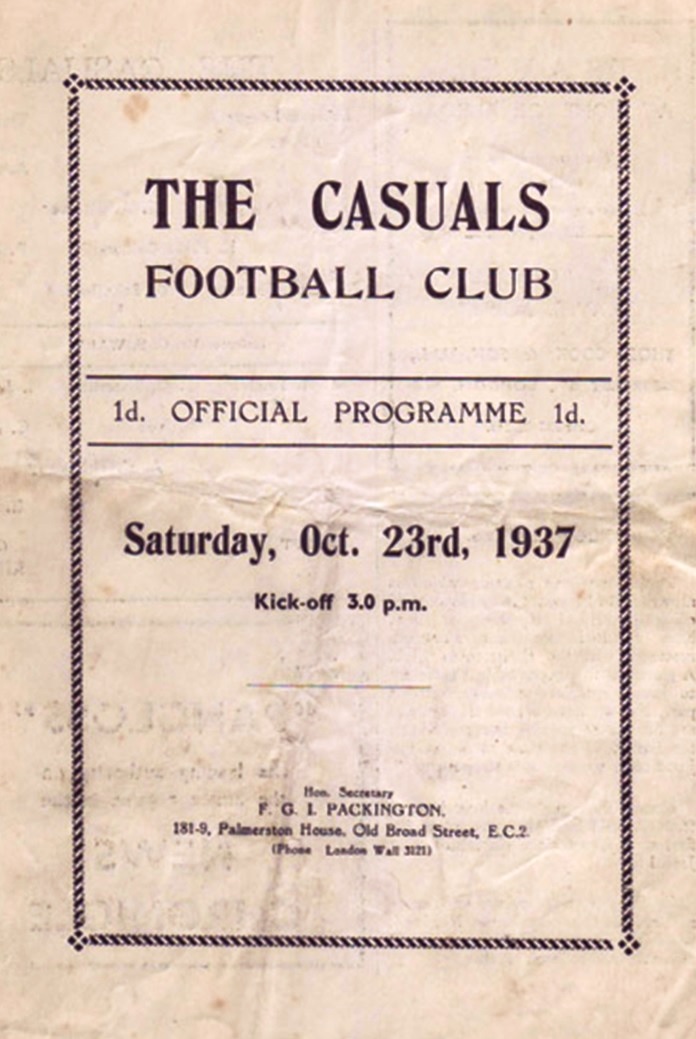 THE CASUALS
FOOTBALL CLUB
1d. OFFICIAL PROGRAMME 1d.
Saturday, Oct. 23rd, 1937
Kick-off 3.0 p.m.
Hon. Secretary
F. G. I. PACKINGTON.
181-9, Palmerston House, Old Broad Street, E.C.2.
(Phone London Wall 3121)